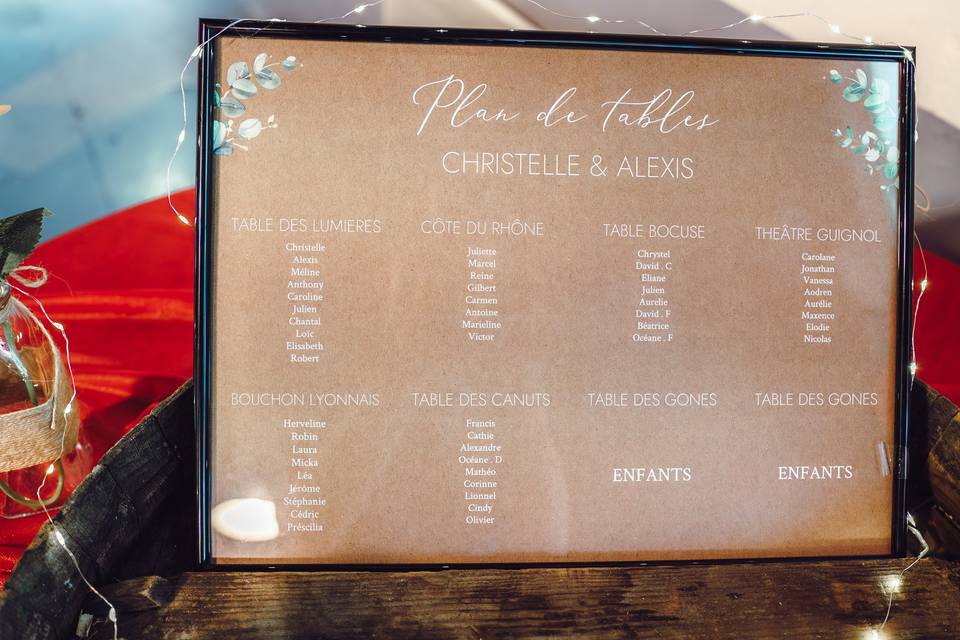 Plan de tables
CHRISTELLE & ALEXIS
TABLE DES LUMIERES
Christelle
Alexis
Méline
Anthony
Caroline
Julien
Chantal
Loïc
Elisabeth
Robert
CÔTE DU RHÔNE
Juliette
Marcel
Reine
Gilbert
Carmen
Antoine
Marieline
Victor
TABLE BOCUSE
Chrystel
David . C
Eliane
Julien
Aurelie
David . F
Béatrice
Océane . F
THEÂTRE GUIGNOL
Carolane
Jonathan
Vanessa
Aodren
Aurélie
Maxence
Elodie
Nicolas
BOUCHON LYONNAIS
Herveline
Robin
Laura
Micka
Léa
Jérôme
Stéphanie
Cédric
Préscilia
TABLE DES CANUTS
Francis
Cathie
Alexandre
Océane . D
Mathéo
Corinne
Lionnel
Cindy
Olivier
TABLE DES GONES
ENFANTS
TABLE DES GONES
ENFANTS